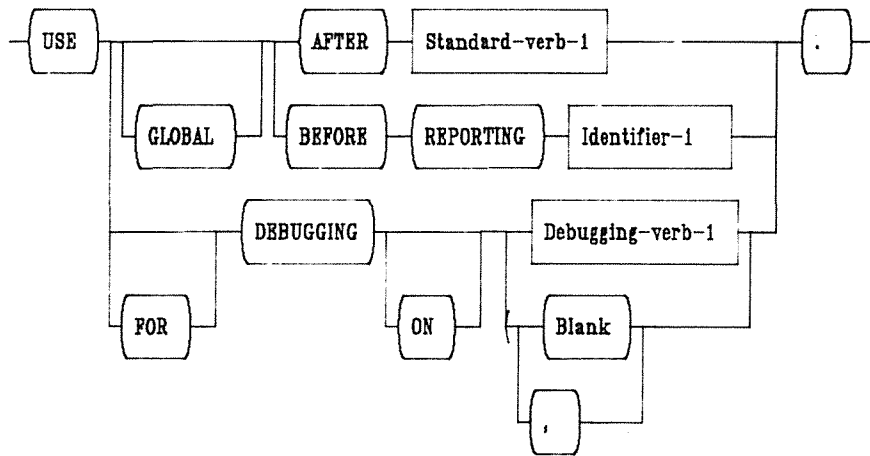 USE AFTER Standard-verb-1 .
GLOBAL BEFORE REPORTING Identifier-1
DEBUGGING Debugging-verb-1
FOR ON Blank
,